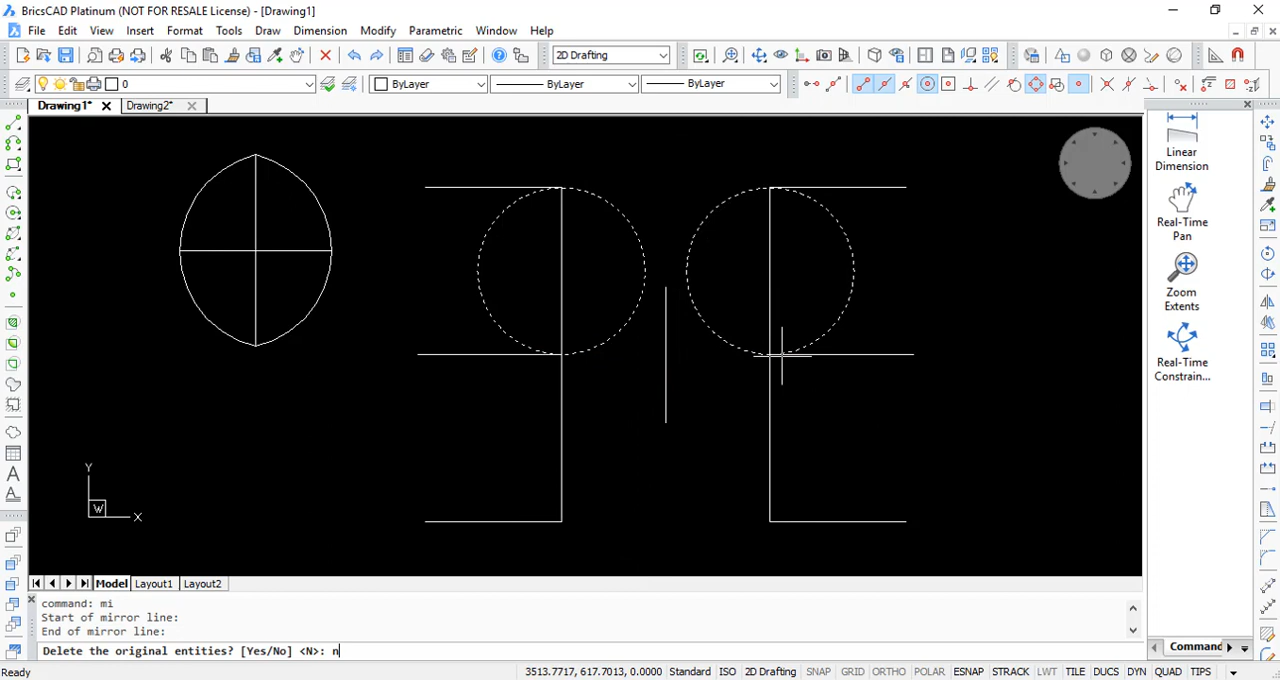 BricsCAD Platinum (NOT FOR RESALE License) - [Drawing1]
File Edit View Insert Format Tools Draw Dimension Modify Parametric Window Help
2D Drafting
0 ByLayer ByLayer ByLayer
Drawing1* Drawing2*
Linear
Dimension
Real-Time
Pan
Zoom
Extents
Real-Time
Constrain...
Y
W X
Model Layout1 Layout2
command: mi
Start of mirror line:
End of mirror line:
Delete the original entities? [Yes/No] <N>: n
Command
Ready 3513.7717, 617.7013, 0.0000 Standard ISO 2D Drafting SNAP GRID ORTHO POLAR ESNAP STRACK LWT TILE DUCS DYN QUAD TIPS